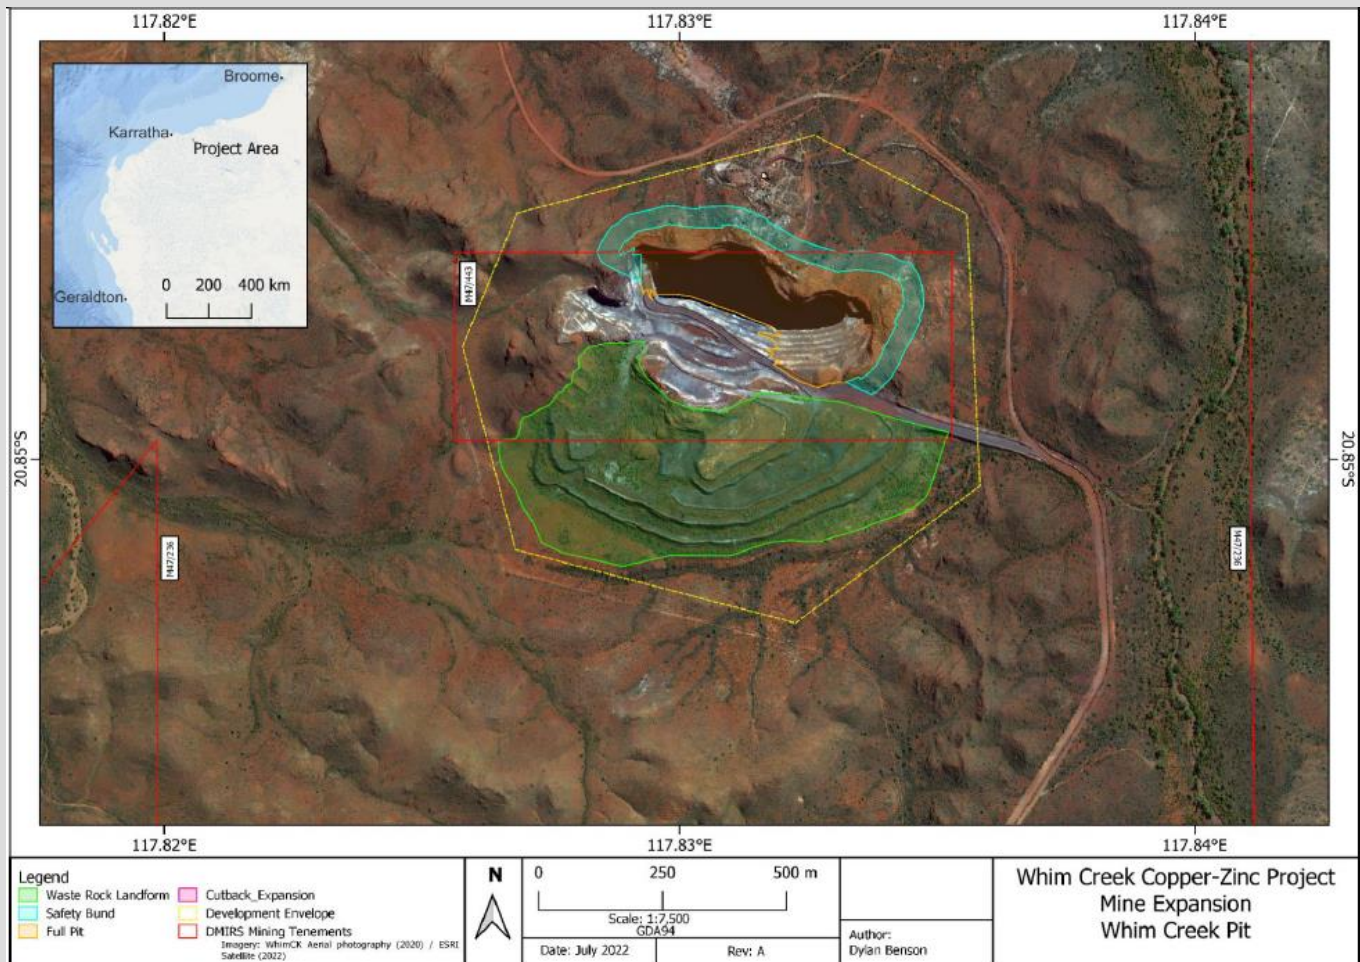 117.82°E 117.83°E 117.84°E
Broome
Karratha
Project Area
0 200 400 km
Geraldton
M47/443
20.85°S 20.85°S
M47/236 M47/236
117.82°E 117.83°E 117.84°E
Legend
Waste Rock Landform
Safety Bund
Full Pit
Cutback_Expansion
Development Envelope
DMIRS Mining Tenements
Imagery: WhimCK Aerial photography (2020) / ESRI
Satellite (2022)
N
0 250 500 m
Scale: 1:7,500
GDA94
Date: July 2022
Rev: A
Author:
Dylan Benson
Whim Creek Copper-Zinc Project
Mine Expansion
Whim Creek Pit